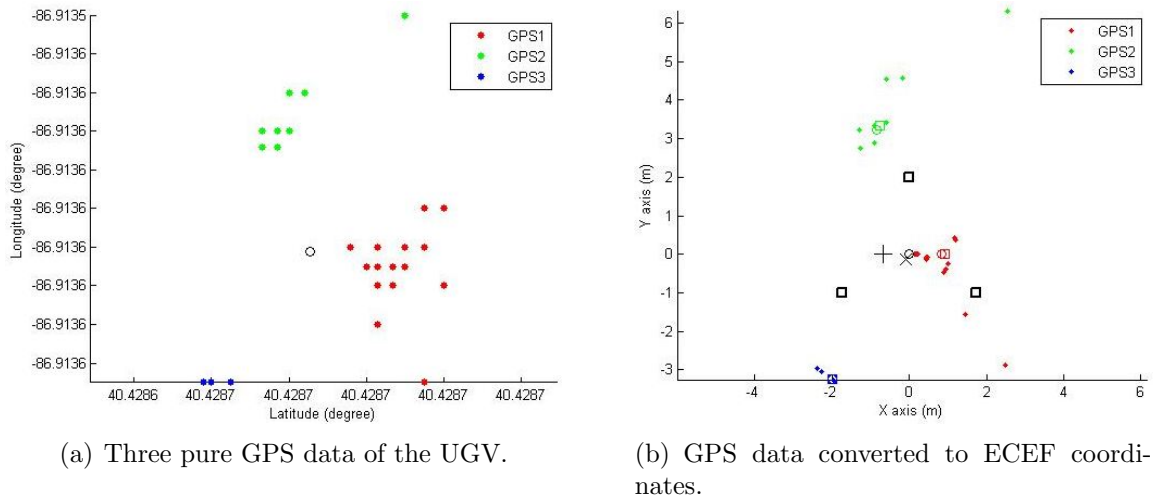 -86.9135
-86.9136
-86.9136
-86.9136
-86.9136
-86.9136
-86.9136
-86.9136
-86.9136
-86.9136
Longitude (degree)
40.4286
40.4287
40.4287
40.4287
40.4287
40.4287
Latitude (degree)
GPS1
GPS2
GPS3
(a) Three pure GPS data of the UGV.
6
5
4
3
2
1
0
-1
-2
-3
Y axis (m)
-4
-2
0
2
4
6
X axis (m)
GPS1
GPS2
GPS3
(b) GPS data converted to ECEF coordi-
nates.